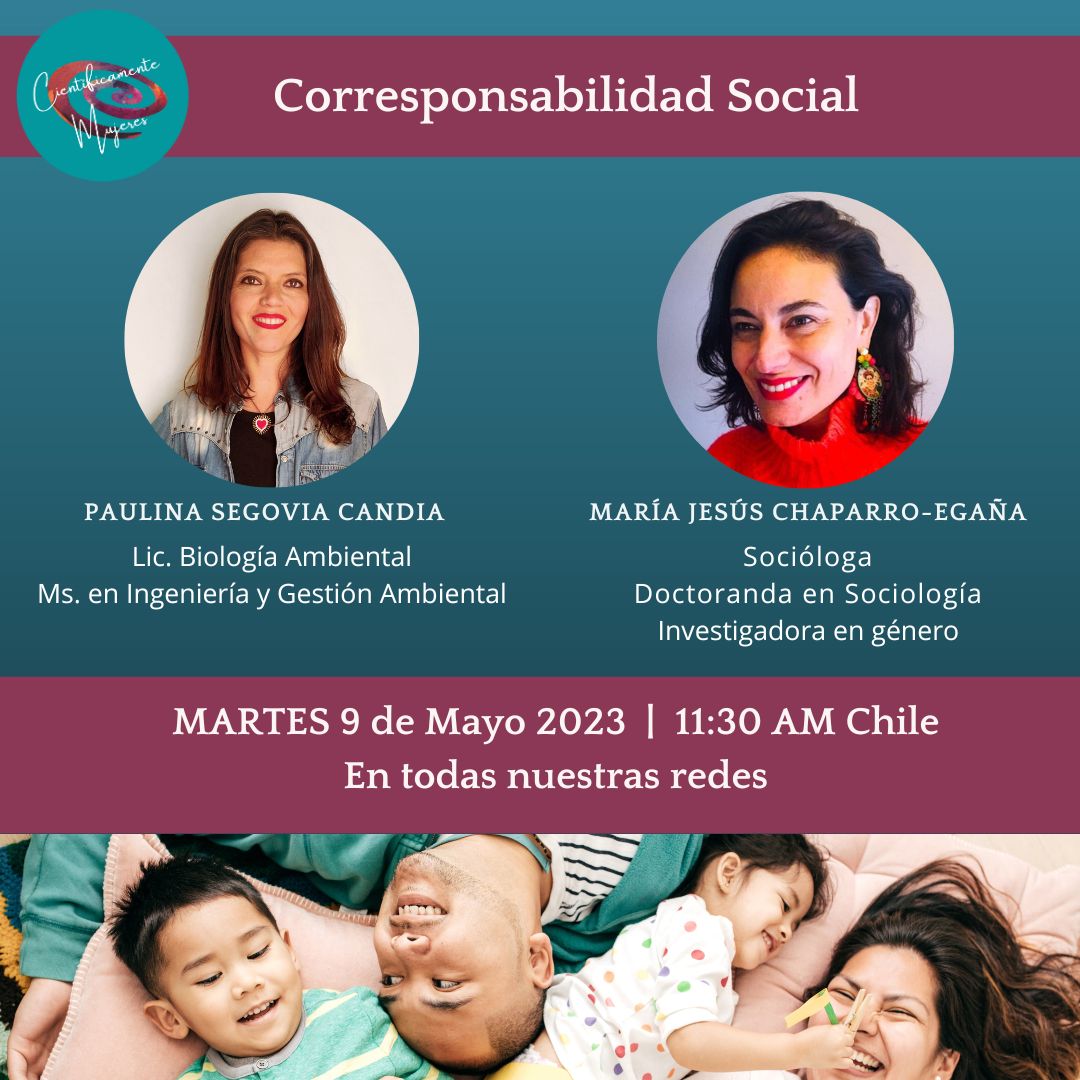 Científicamente
Mujeres
Corresponsabilidad Social
PAULINA SEGOVIA CANDIA
Lic. Biología Ambiental
Ms. en Ingeniería y Gestión Ambiental
MARÍA JESÚS CHAPARRO-EGAÑA
Socióloga
Doctoranda en Sociología
Investigadora en género
MARTES 9 de Mayo 2023 | 11:30 AM Chile
En todas nuestras redes